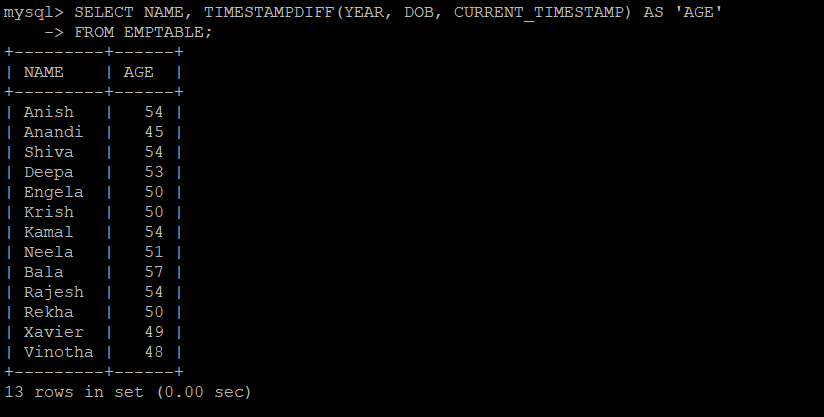 mysql> SELECT NAME, TIMESTAMPDIFF(YEAR, DOB, CURRENT_TIMESTAMP) AS 'AGE'
    -> FROM EMPTABLE;
+---------+------+
| NAME    | AGE  |
+---------+------+
| Anish   |   54 |
| Anandi  |   45 |
| Shiva   |   54 |
| Deepa   |   53 |
| Engela  |   50 |
| Krish   |   50 |
| Kamal   |   54 |
| Neela   |   51 |
| Bala    |   57 |
| Rajesh  |   54 |
| Rekha   |   50 |
| Xavier  |   49 |
| Vinotha |   48 |
+---------+------+
13 rows in set (0.00 sec)